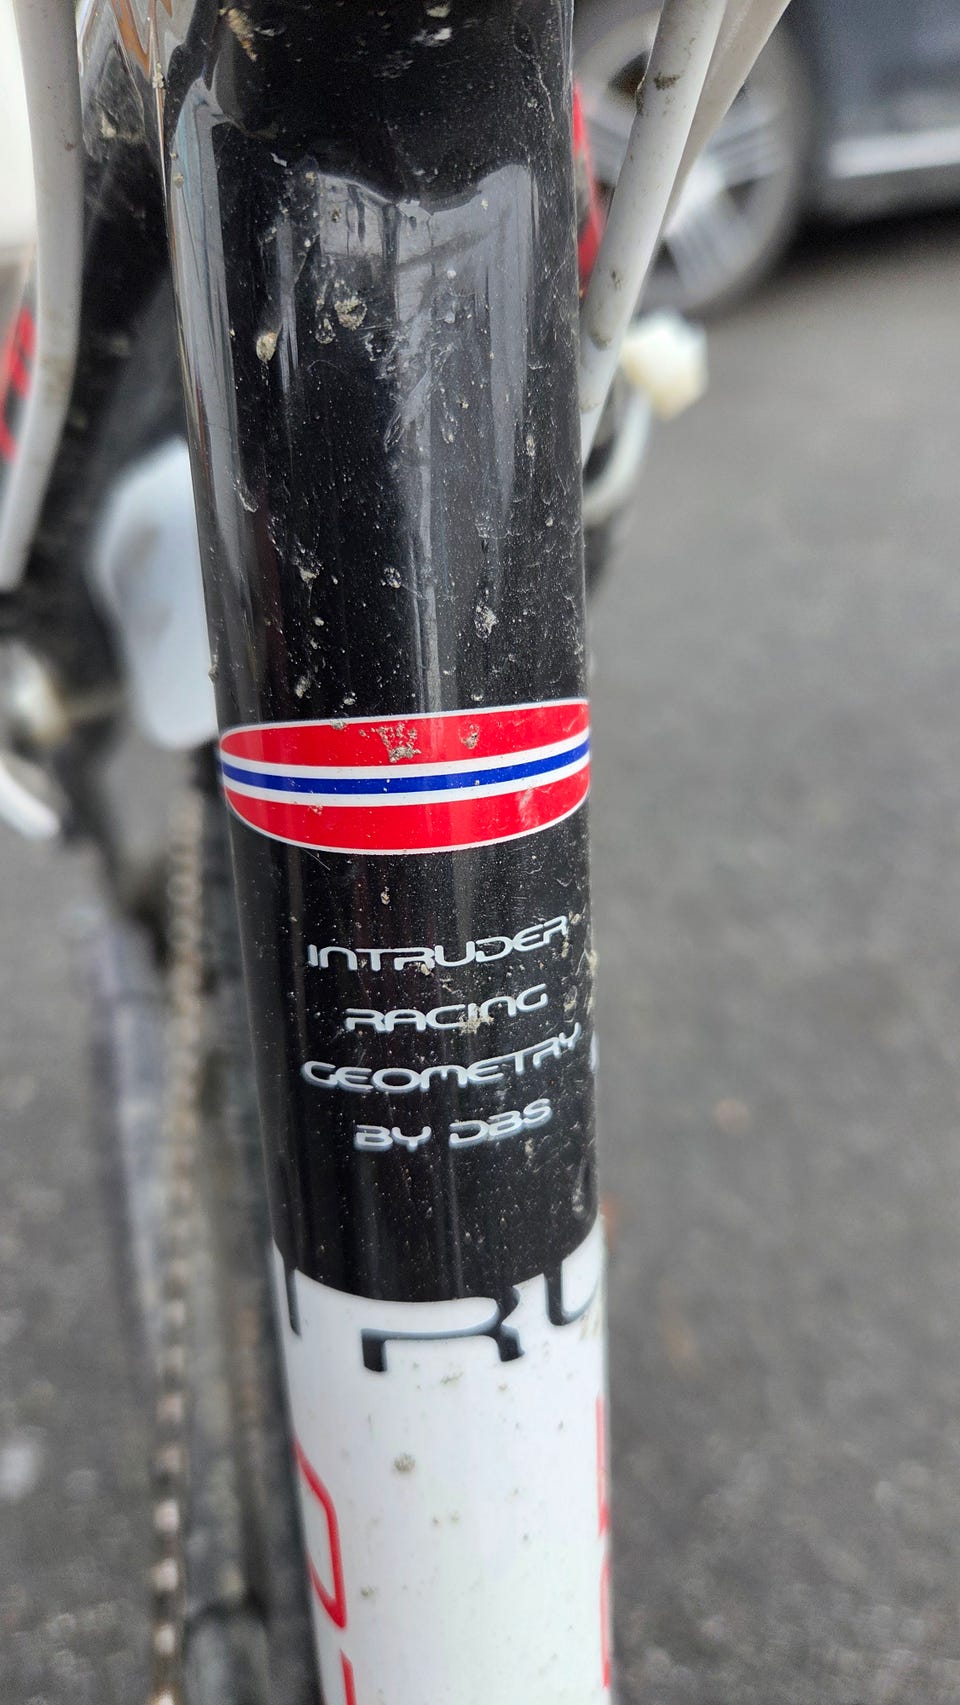 INTRUDER
RACING
GEOMETRY
BY DBS